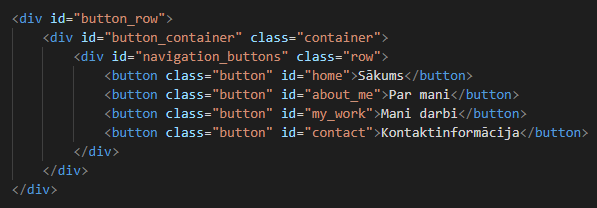 <div id="button_row">
<div id="button_container" class="container">
<div id="navigation_buttons" class="row">
<button class="button" id="home">Sākums</button>
<button class="button" id="about_me">Par mani</button>
<button class="button" id="my_work">Mani darbi</button>
<button class="button" id="contact">Kontaktinformācija</button>
</div>
</div>
</div>